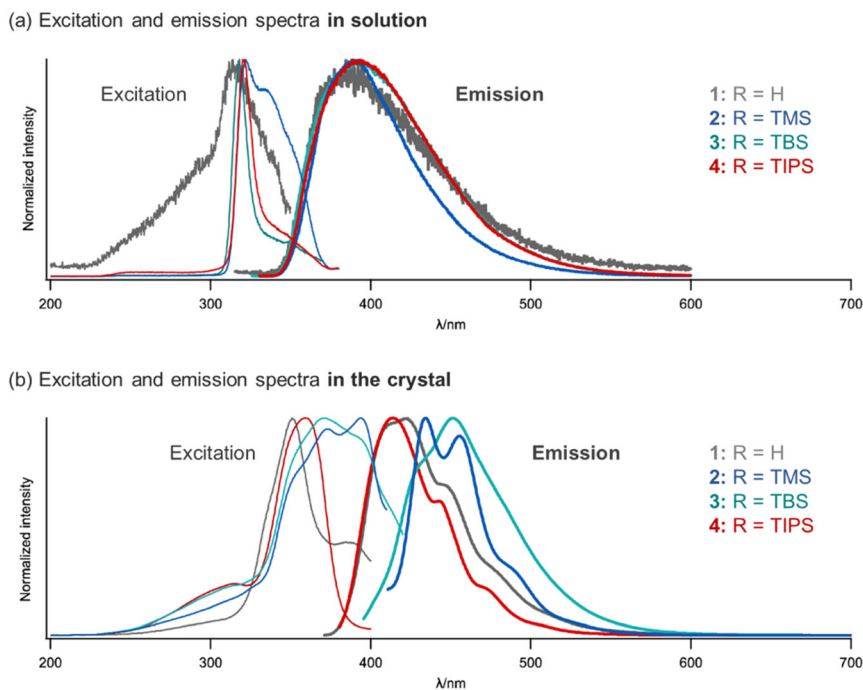 (a) Excitation and emission spectra in solution
Normalized intensity
Excitation
Emission
1: R = H
2: R = TMS
3: R = TBS
4: R = TIPS
200 300 400 500 600 700
λ/nm
(b) Excitation and emission spectra in the crystal
Normalized intensity
Excitation
Emission
1: R = H
2: R = TMS
3: R = TBS
4: R = TIPS
200 300 400 500 600 700
λ/nm